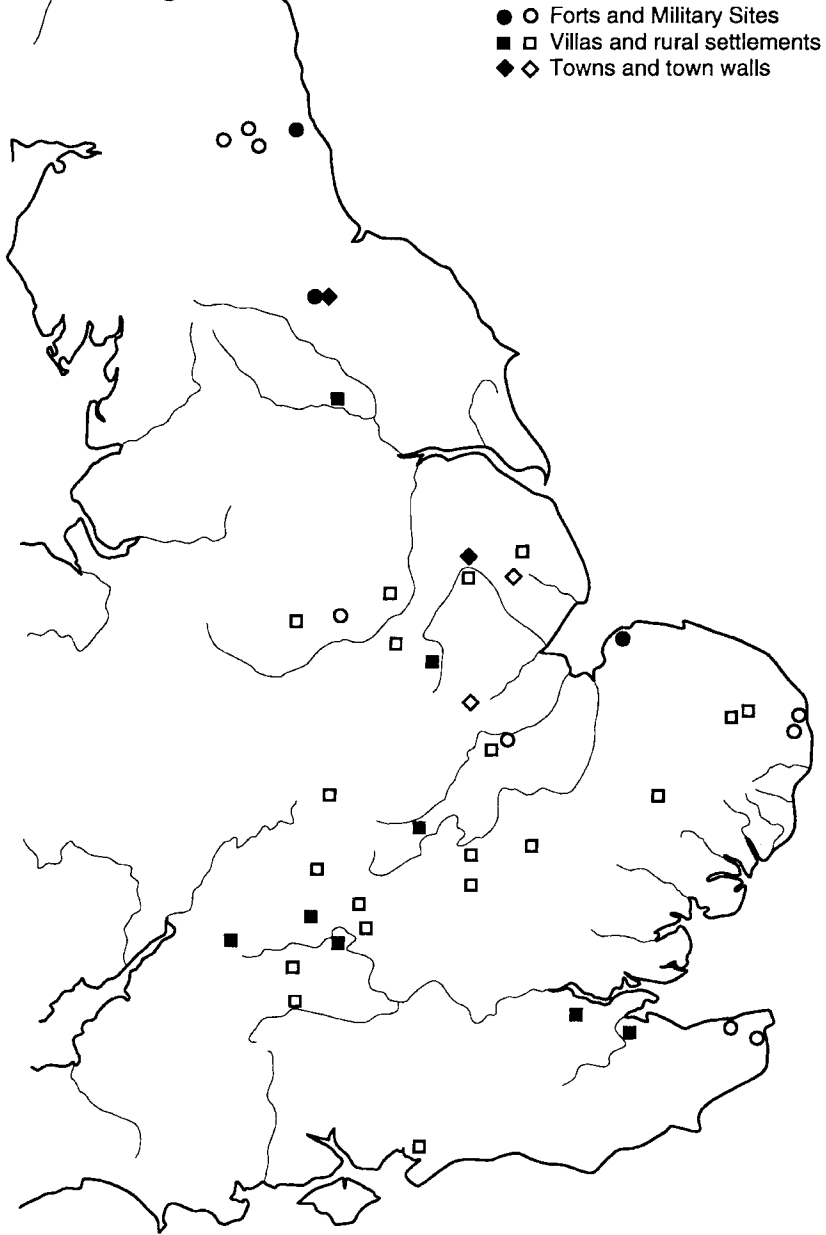 Forts and Military Sites
Villas and rural settlements
Towns and town walls